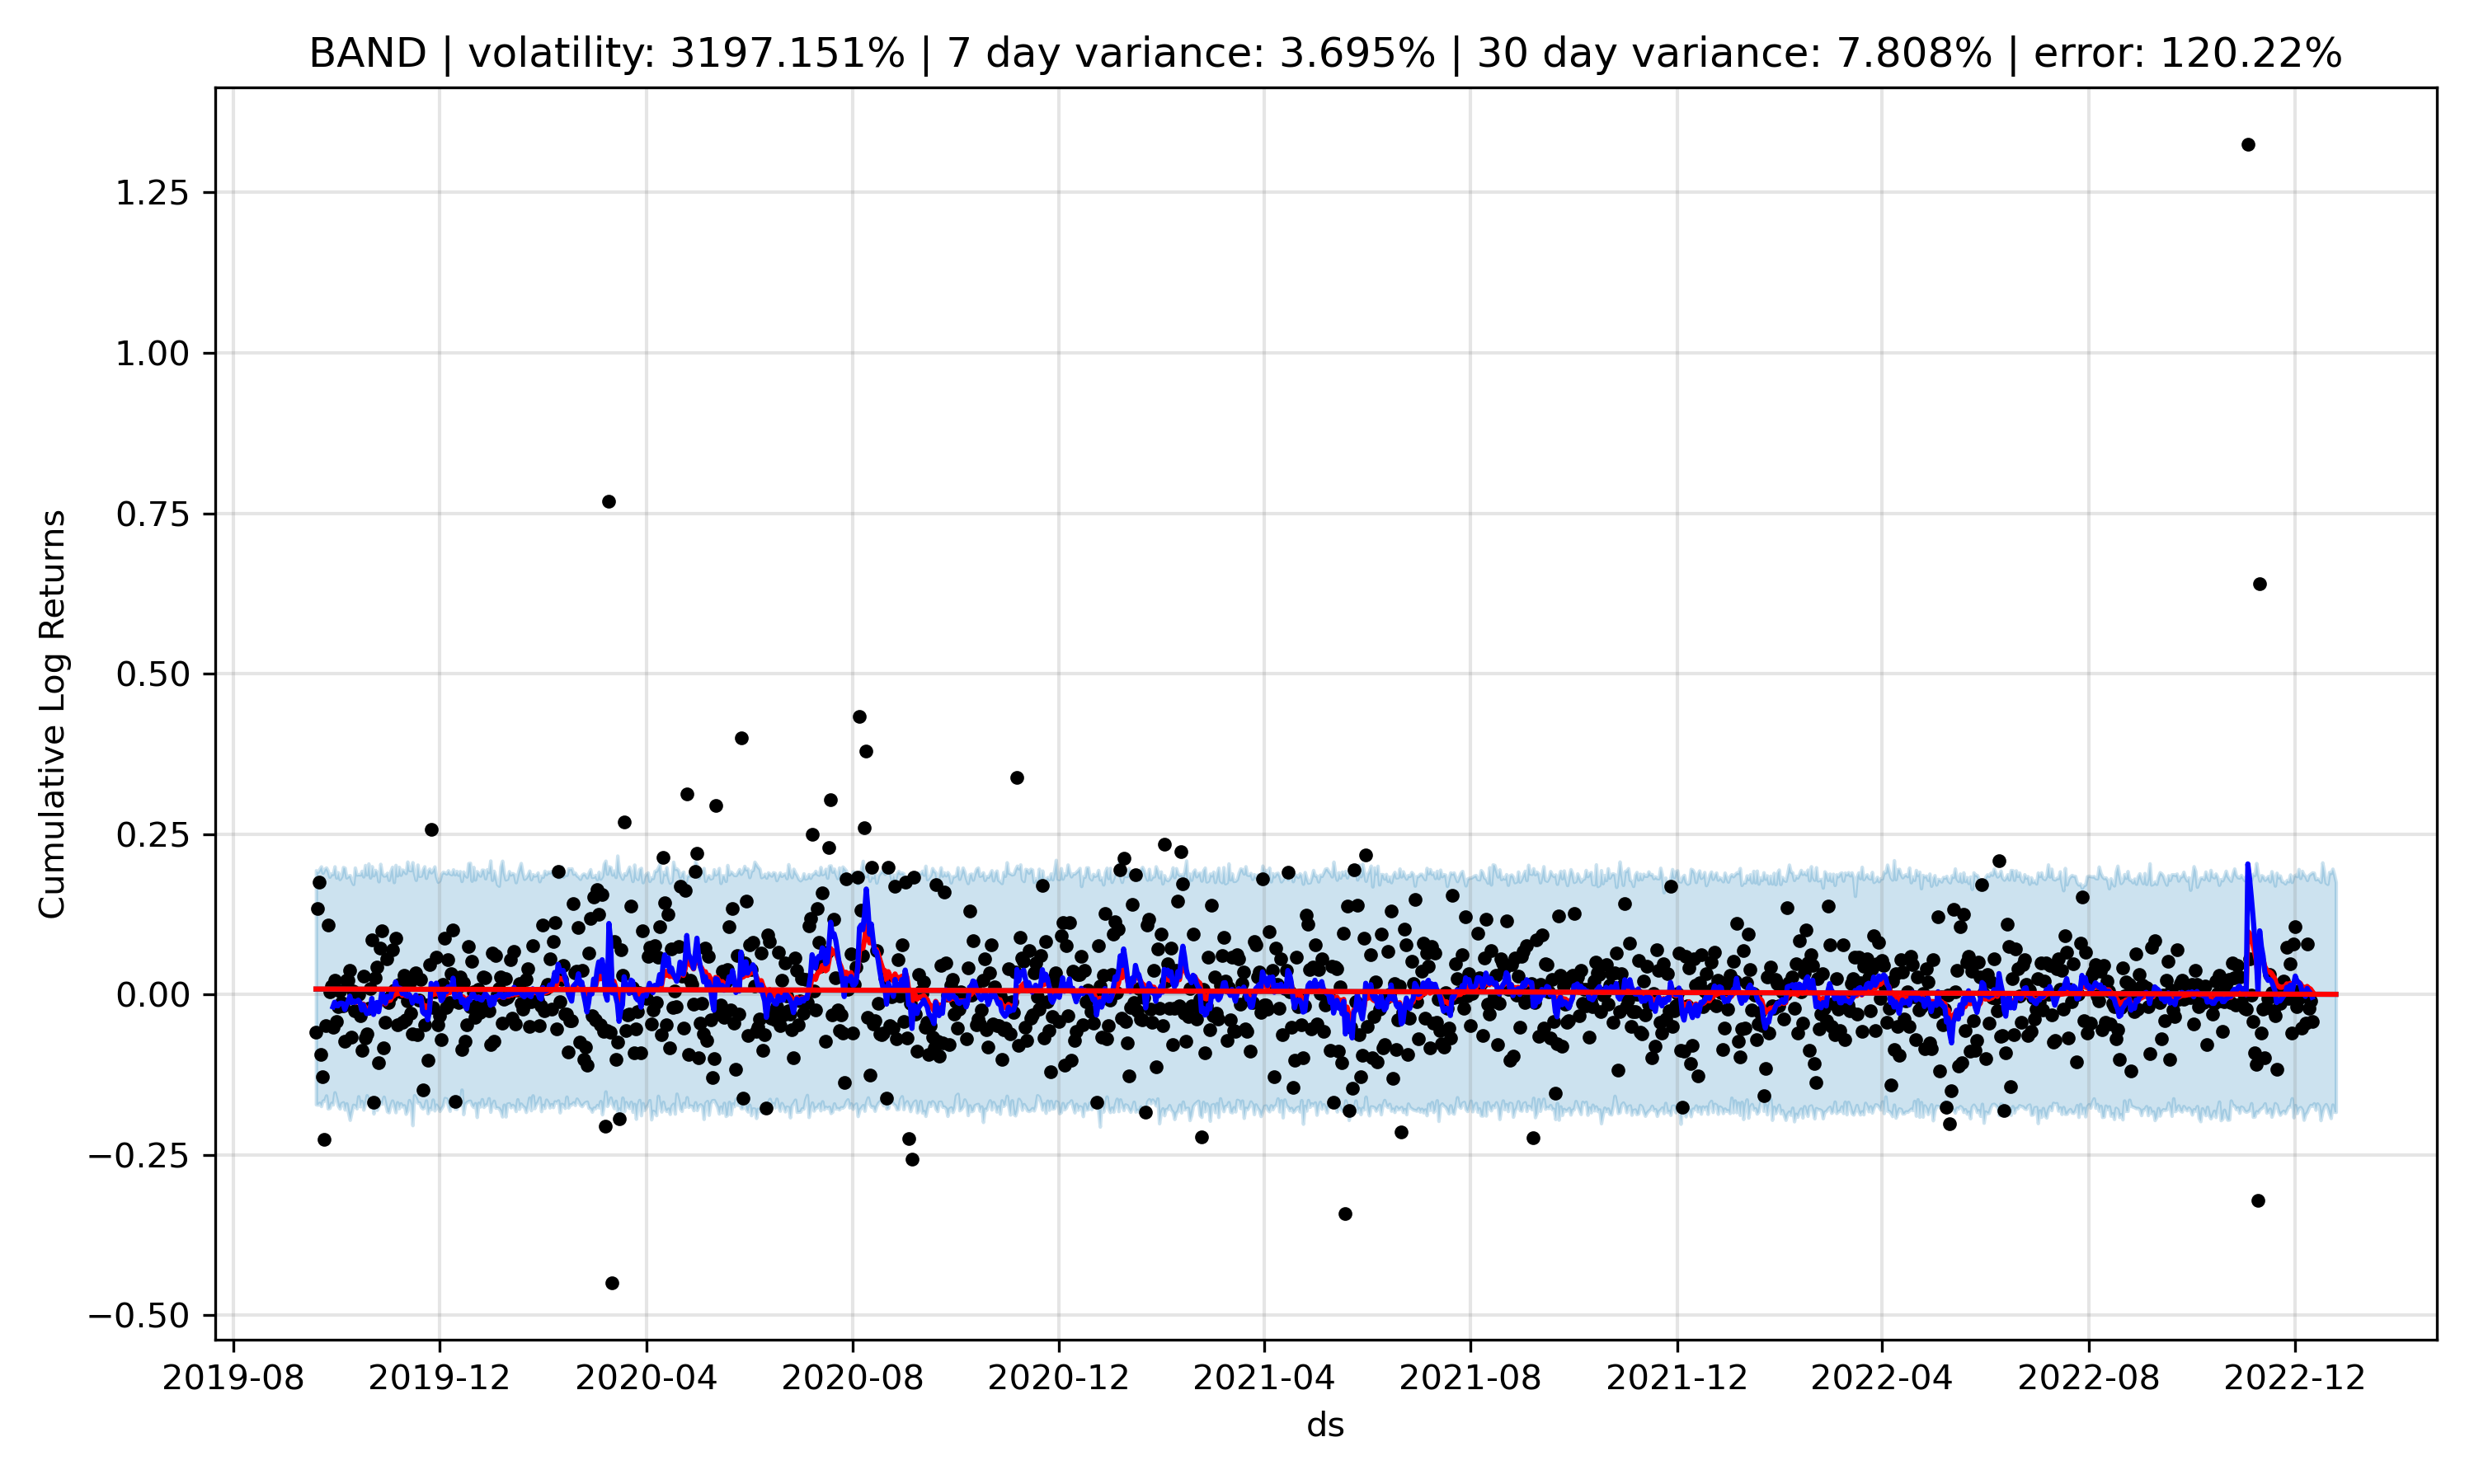 BAND | volatility: 3197.151% | 7 day variance: 3.695% | 30 day variance: 7.808% | error: 120.22%
Cumulative Log Returns
1.25
1.00
0.75
0.50
0.25
0.00
−0.25
−0.50
2019-08 2019-12 2020-04 2020-08 2020-12 2021-04 2021-08 2021-12 2022-04 2022-08 2022-12
ds